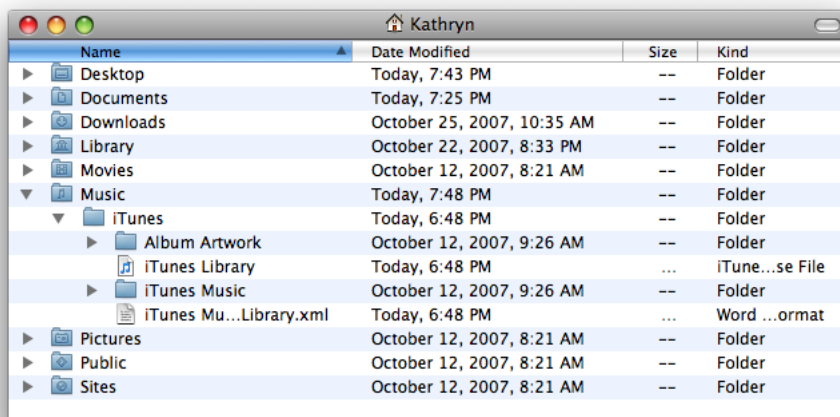 Kathryn
Name Date Modified Size Kind
Desktop Today, 7:43 PM -- Folder
Documents Today, 7:25 PM -- Folder
Downloads October 25, 2007, 10:35 AM -- Folder
Library October 22, 2007, 8:33 PM -- Folder
Movies October 12, 2007, 8:21 AM -- Folder
Music Today, 7:48 PM -- Folder
iTunes Today, 6:48 PM -- Folder
Album Artwork October 12, 2007, 9:26 AM -- Folder
iTunes Library Today, 6:48 PM ... iTune...se File
iTunes Music October 12, 2007, 9:26 AM -- Folder
iTunes Mu...Library.xml Today, 6:48 PM ... Word ...ormat
Pictures October 12, 2007, 8:21 AM -- Folder
Public October 12, 2007, 8:21 AM -- Folder
Sites October 12, 2007, 8:21 AM -- Folder